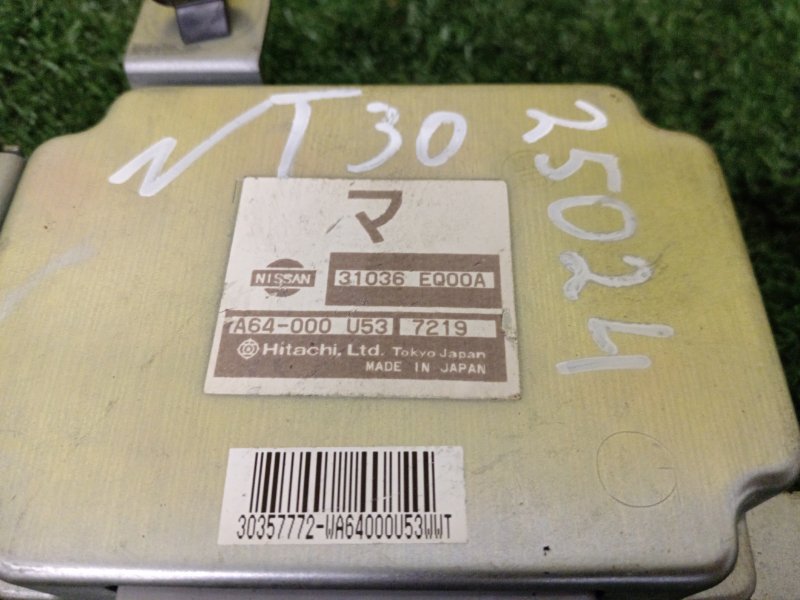 NT30
25024
マ
NISSAN
31036 EQ00A
A64-000 U53 7219
Hitachi, Ltd. Tokyo Japan
MADE IN JAPAN
30357772-WA64000U53WWT